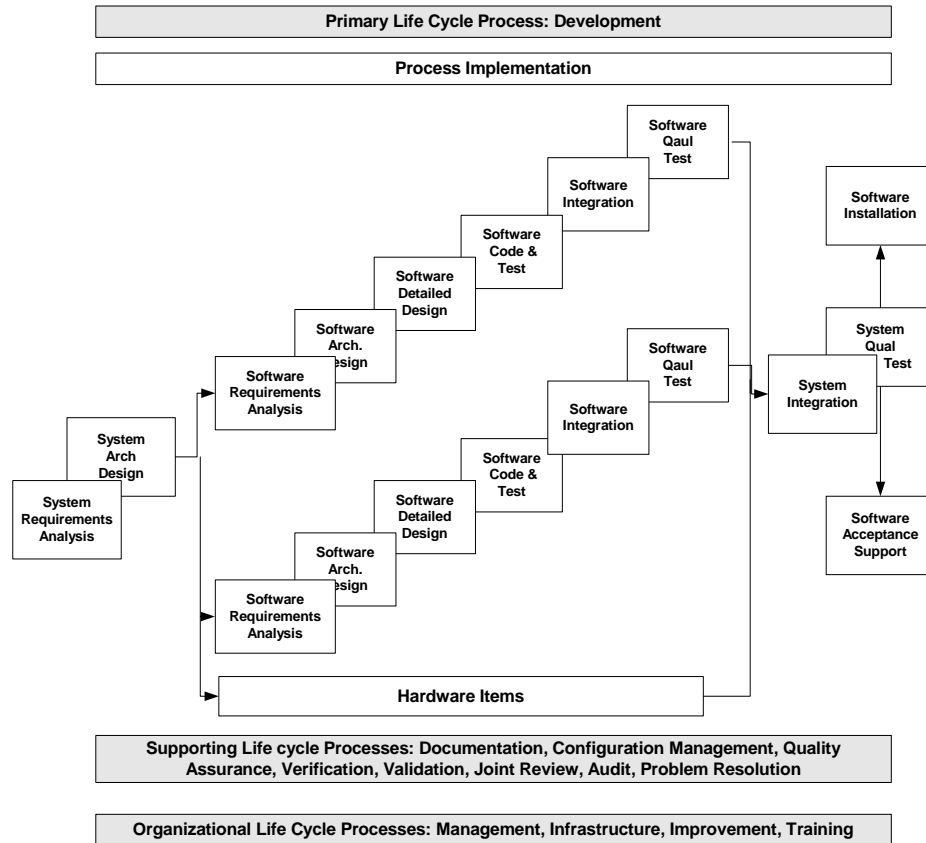 Primary Life Cycle Process: Development
Process Implementation
Software
Qaul
Test
Software
Integration
Software
Code &
Test
Software
Detailed
Design
Software
Arch.
Design
Software
Requirements
Analysis
Software
Installation
System
Qual
Test
System
Integration
Software
Acceptance
Support
System
Arch
Design
System
Requirements
Analysis
Software
Qaul
Test
Software
Integration
Software
Code &
Test
Software
Detailed
Design
Software
Arch.
Design
Software
Requirements
Analysis
Hardware Items
Supporting Life cycle Processes: Documentation, Configuration Management, Quality
Assurance, Verification, Validation, Joint Review, Audit, Problem Resolution
Organizational Life Cycle Processes: Management, Infrastructure, Improvement, Training